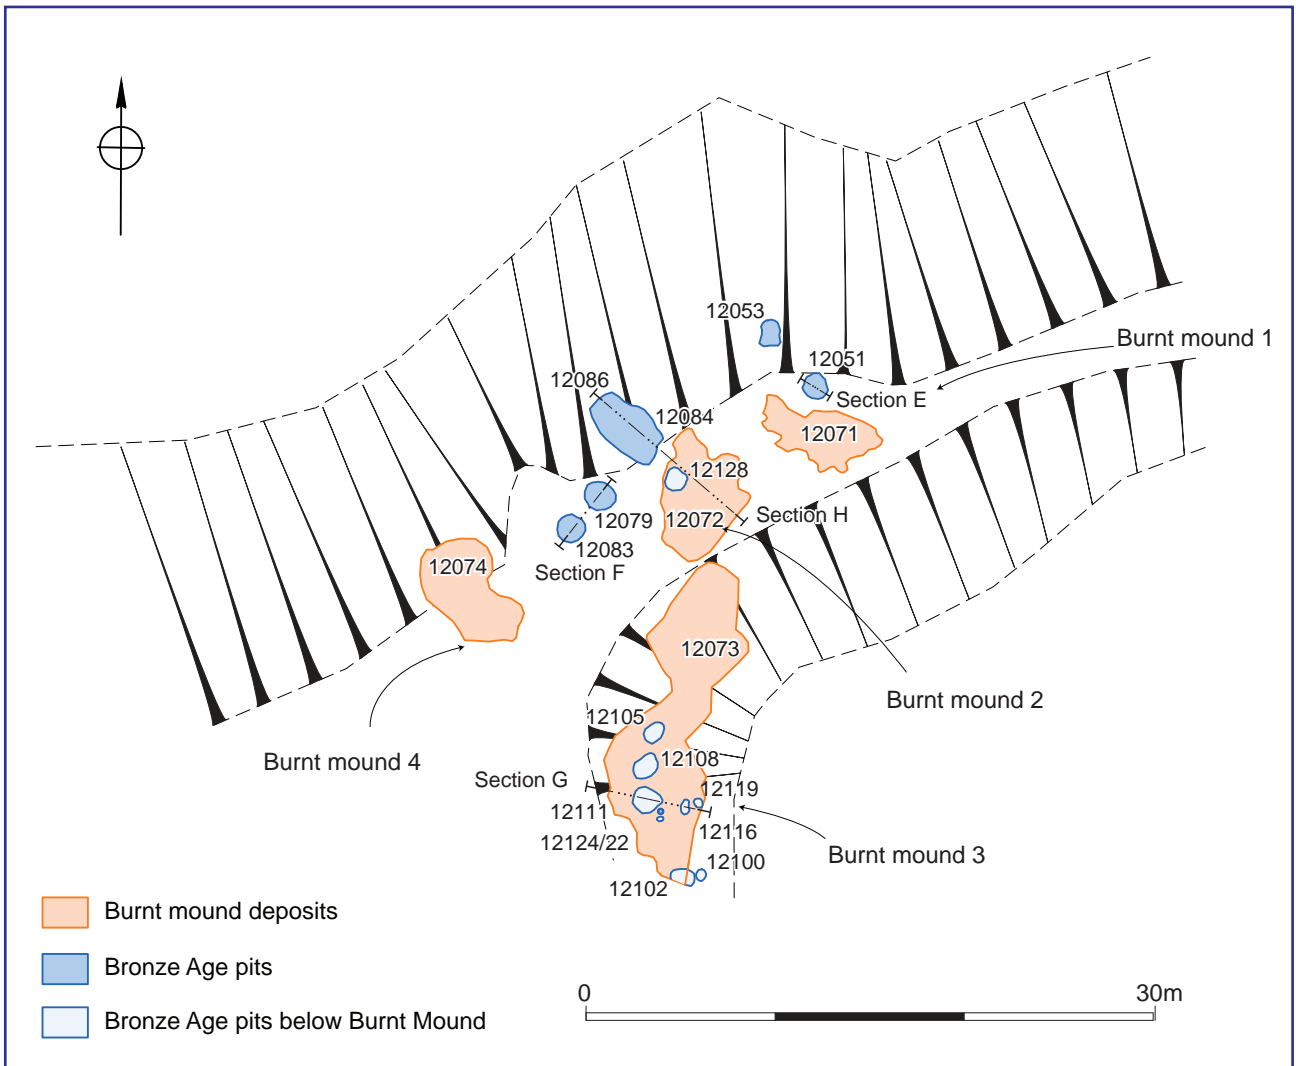 12053
Burnt mound 1
12051
12086
Section E
12084
12071
12128
12072
Section H
12079
12083
Section F
12074
12073
Burnt mound 2
12105
Burnt mound 4
12108
Section G
12119
12111
12116
12124/22
Burnt mound 3
12100
12102
Burnt mound deposits
Bronze Age pits
Bronze Age pits below Burnt Mound
0
30m